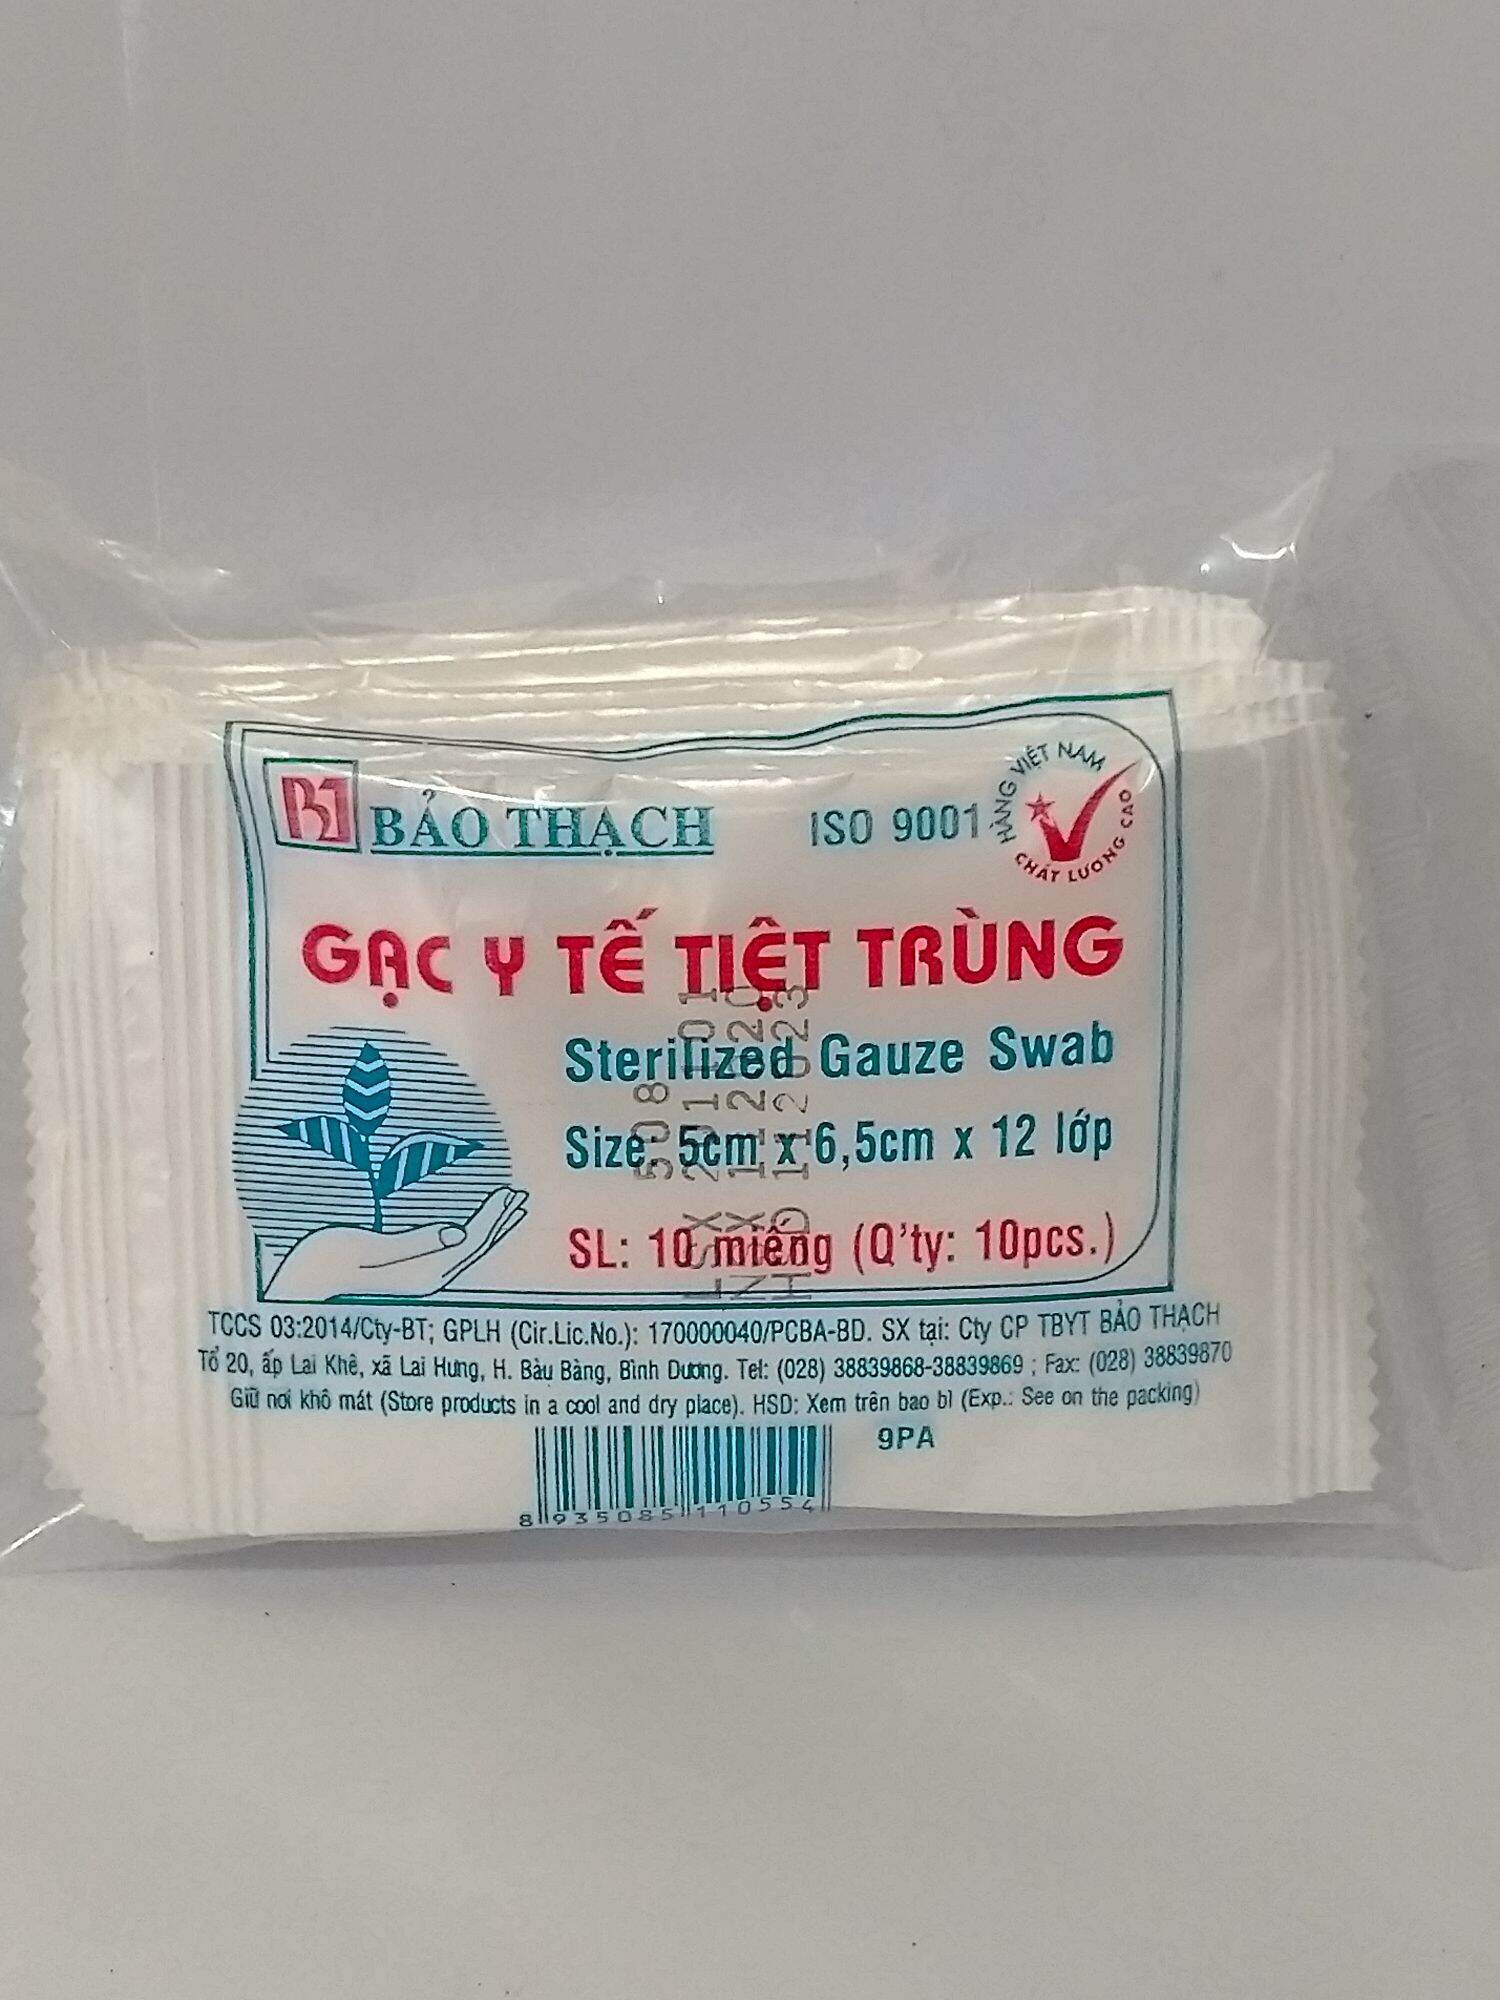 BT BẢO THẠCH
ISO 9001
HÀNG VIỆT NAM
CHẤT LƯỢNG CAO
GẠC Y TẾ TIỆT TRÙNG
Sterilized Gauze Swab
Size: 5cm x 6,5cm x 12 lớp
SL: 10 miếng (Q'ty: 10pcs.)
TCCS 03:2014/Cty-BT; GPLH (Cir.Lic.No.): 170000040/PCBA-BD. SX tại: Cty CP TBYT BẢO THẠCH
Tổ 20, ấp Lai Khê, xã Lai Hưng, H. Bàu Bàng, Bình Dương. Tel: (028) 38839868-38839869 ; Fax: (028) 38839870
Giữ nơi khô mát (Store products in a cool and dry place). HSD: Xem trên bao bì (Exp.: See on the packing)
9PA
8 935085 110554
508